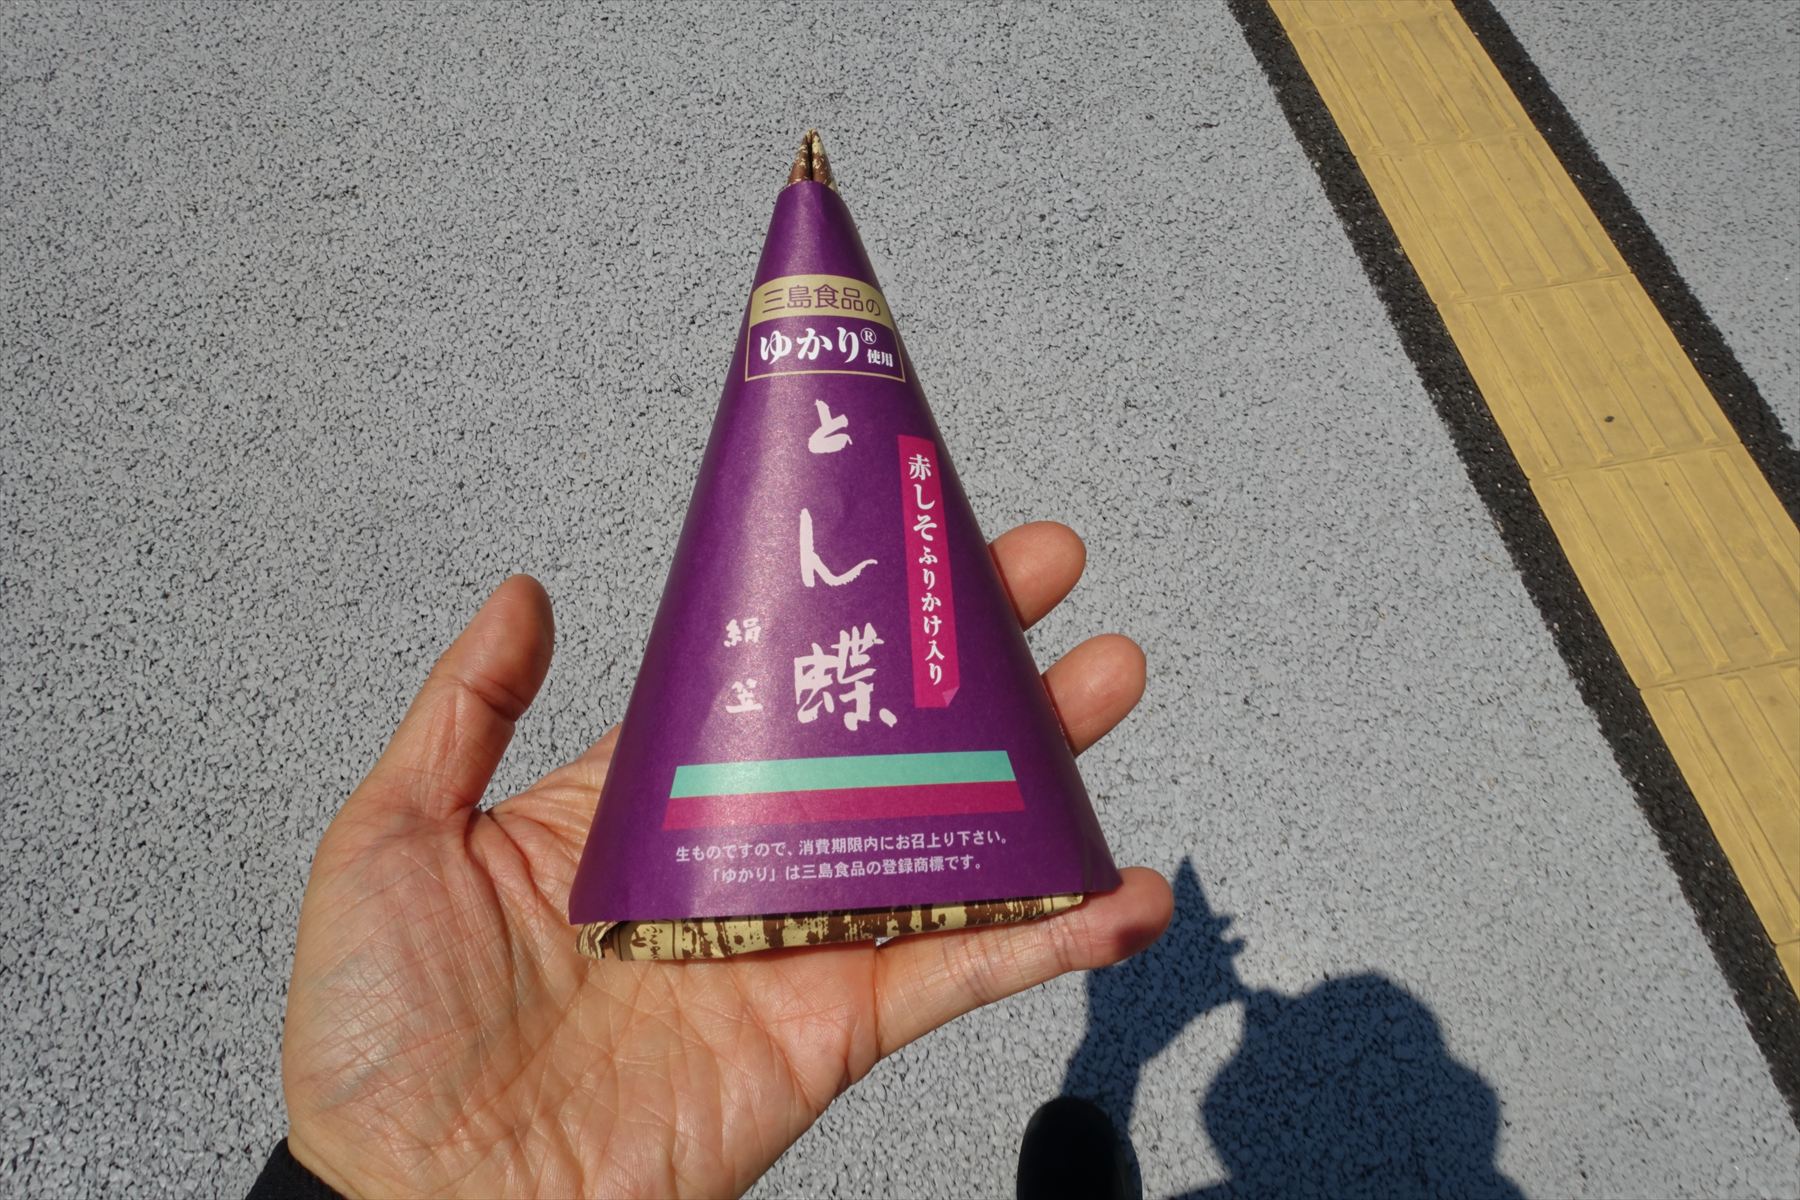 三島食品の
ゆかり®使用
とん蝶
赤しそふりかけ入り
絹笠
生ものですので、消費期限内にお召上り下さい。
「ゆかり」は三島食品の登録商標です。